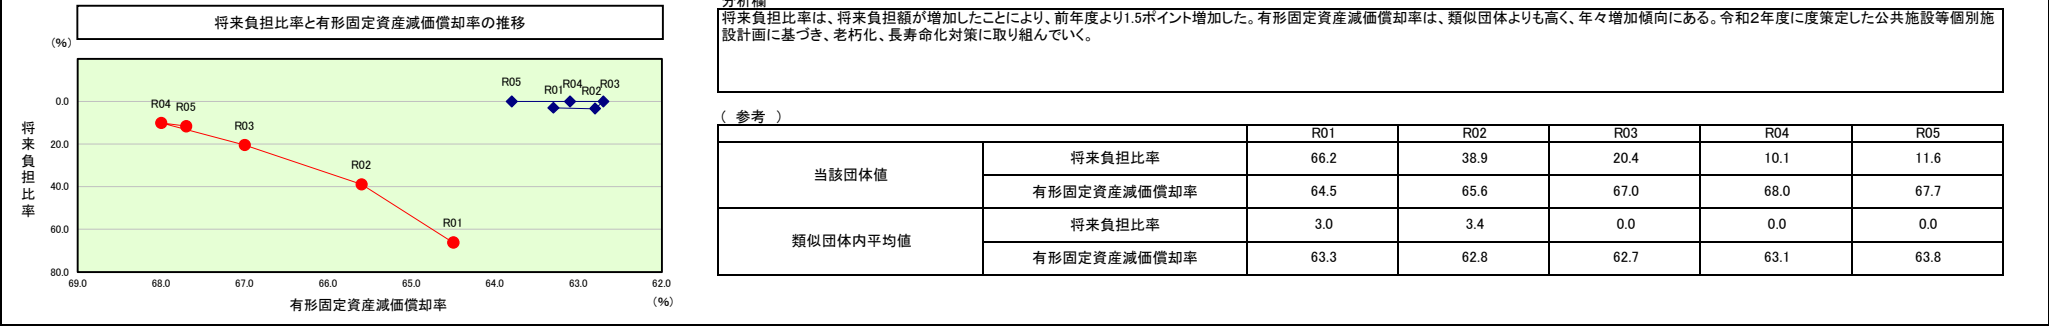 将来負担比率と有形固定資産減価償却率の推移
(%)
0.0
20.0
40.0
60.0
80.0
将来負担比率
R04
R05
R03
R02
R01
R05
R01
R04
R02
R03
69.0
68.0
67.0
66.0
65.0
64.0
63.0
62.0
有形固定資産減価償却率
(%)
分析欄
将来負担比率は、将来負担額が増加したことにより、前年度より1.5ポイント増加した。有形固定資産減価償却率は、類似団体よりも高く、年々増加傾向にある。令和2年度に度策定した公共施設等個別施
設計画に基づき、老朽化、長寿命化対策に取り組んでいく。
( 参考 )
R01 R02 R03 R04 R05
当該団体値
将来負担比率 66.2 38.9 20.4 10.1 11.6
有形固定資産減価償却率 64.5 65.6 67.0 68.0 67.7
類似団体内平均値
将来負担比率 3.0 3.4 0.0 0.0 0.0
有形固定資産減価償却率 63.3 62.8 62.7 63.1 63.8